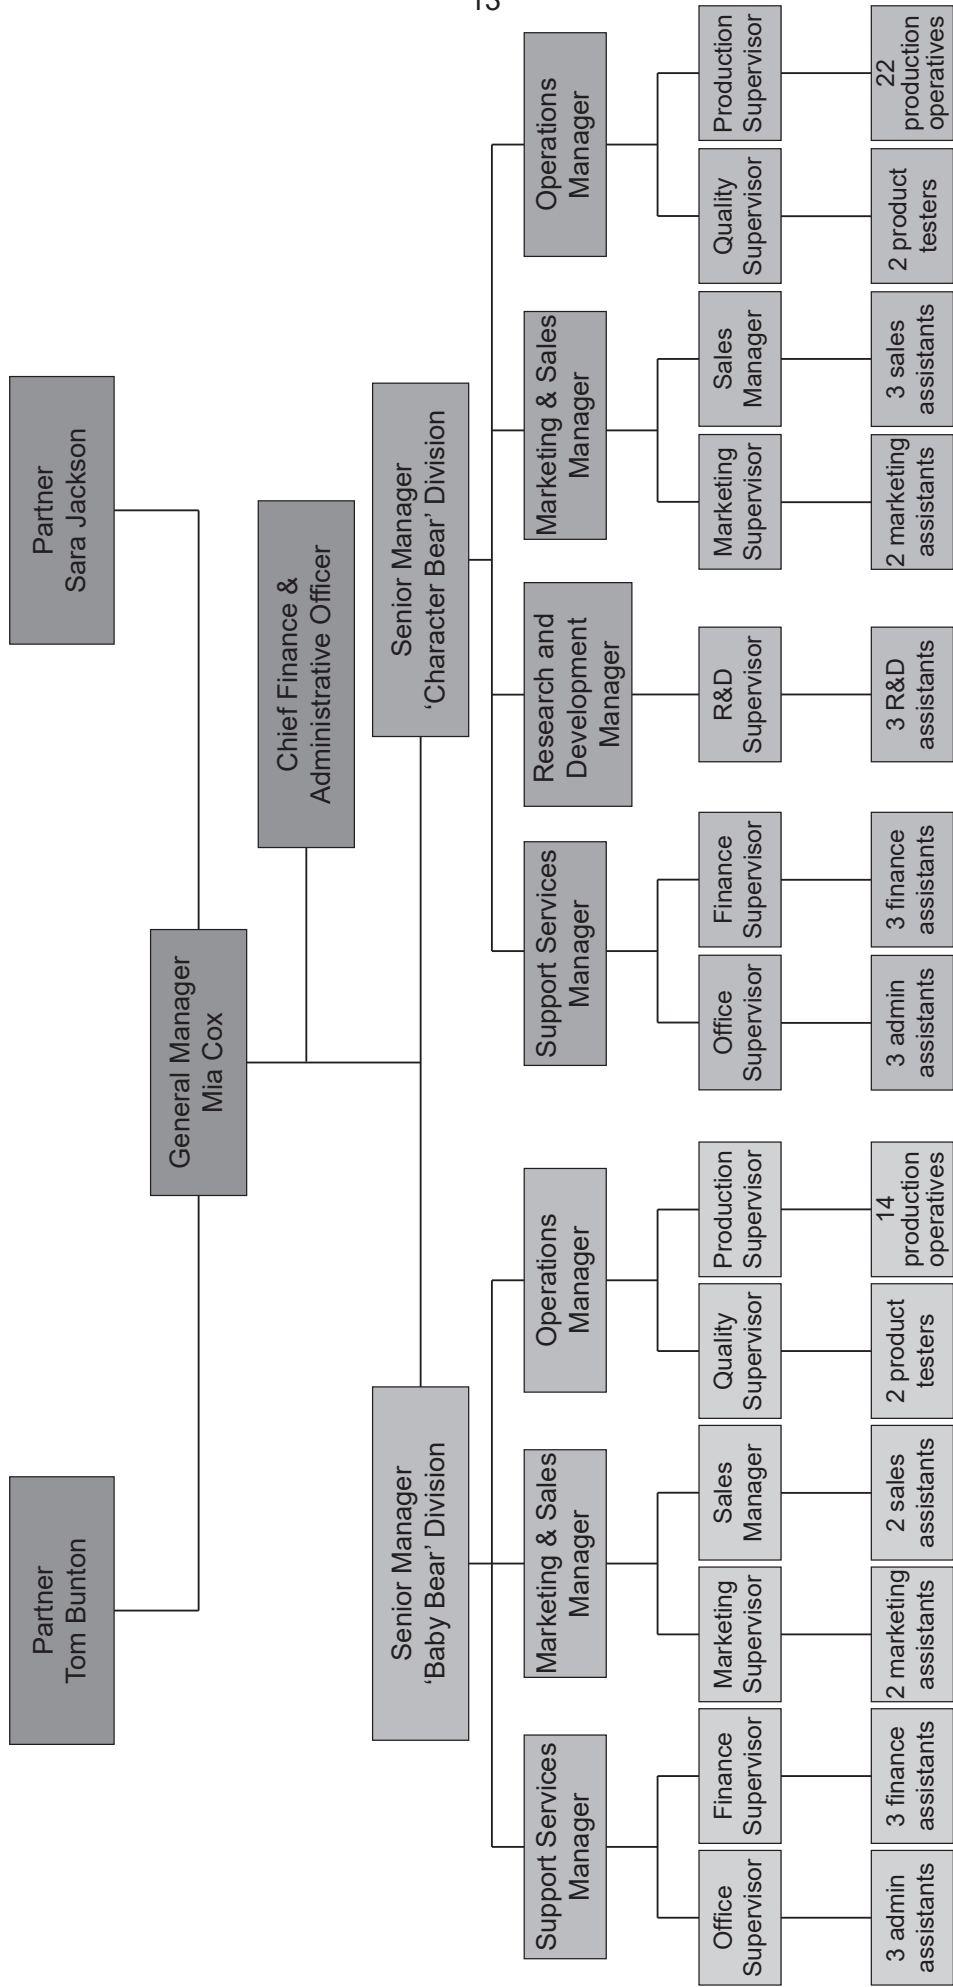 13
Partner
Tom Bunton
Partner
Sara Jackson
General Manager
Mia Cox
Chief Finance &
Administrative Officer
Senior Manager
‘Baby Bear’ Division
Senior Manager
‘Character Bear’ Division
Support Services
Manager
Marketing & Sales
Manager
Operations
Manager
Support Services
Manager
Research and
Development
Manager
Marketing & Sales
Manager
Operations
Manager
Office
Supervisor
Finance
Supervisor
Marketing
Supervisor
Sales
Manager
Quality
Supervisor
Production
Supervisor
Office
Supervisor
Finance
Supervisor
R&D
Supervisor
Marketing
Supervisor
Sales
Manager
Quality
Supervisor
Production
Supervisor
3 admin
assistants
3 finance
assistants
2 marketing
assistants
2 sales
assistants
2 product
testers
14
production
operatives
3 admin
assistants
3 finance
assistants
3 R&D
assistants
2 marketing
assistants
3 sales
assistants
2 product
testers
22
production
operatives